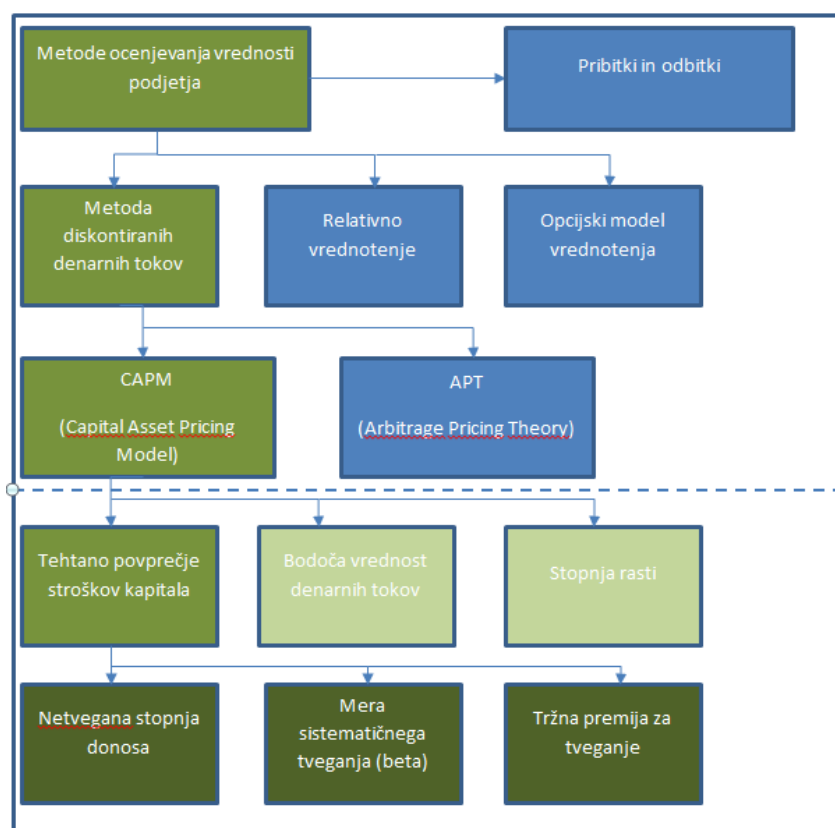 Metode ocenjevanja vrednosti
podjetja
Pribitki in odbitki
Metoda
diskontiranih
denarnih tokov
Relativno
vrednotenje
Opcijski model
vrednotenja
CAPM
(Capital Asset Pricing
Model)
APT
(Arbitrage Pricing Theory)
Tehtano povprečje
stroškov kapitala
Bodoča vrednost
denarnih tokov
Stopnja rasti
Netvegana stopnja
donosa
Mera
sistematičnega
tveganja (beta)
Tržna premija za
tveganje